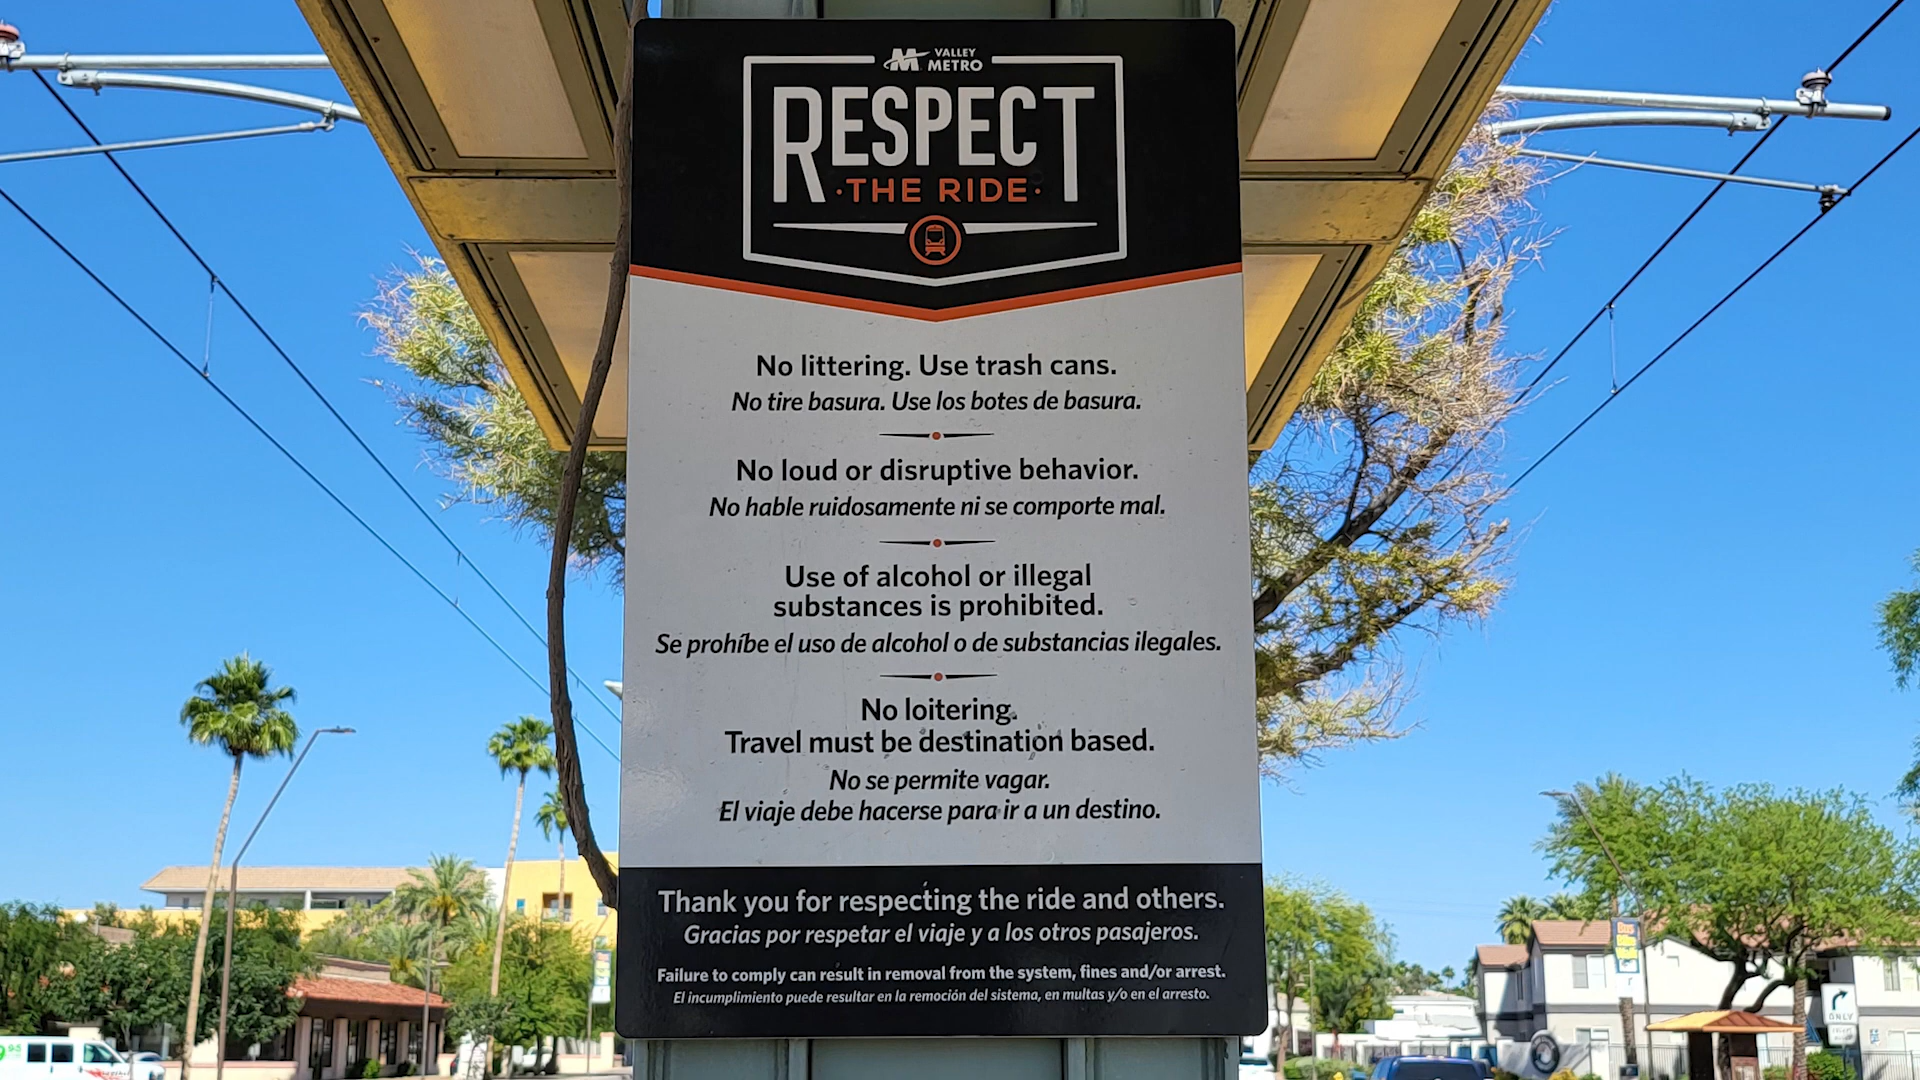 VALLEY
METRO
RESPECT
·THE RIDE·
No littering. Use trash cans.
No tire basura. Use los botes de basura.
No loud or disruptive behavior.
No hable ruidosamente ni se comporte mal.
Use of alcohol or illegal
substances is prohibited.
Se prohíbe el uso de alcohol o de substancias ilegales.
No loitering.
Travel must be destination based.
No se permite vagar.
El viaje debe hacerse para ir a un destino.
Thank you for respecting the ride and others.
Gracias por respetar el viaje y a los otros pasajeros.
Failure to comply can result in removal from the system, fines and/or arrest.
El incumplimiento puede resultar en la remoción del sistema, en multas y/o en el arresto.
ONLY